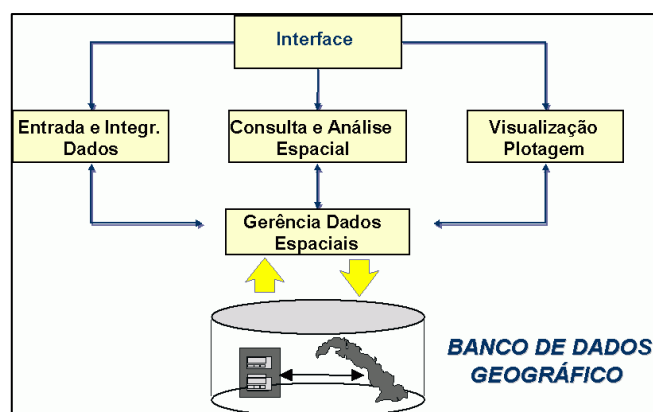 Interface
Entrada e Integr.
Dados
Consulta e Análise
Espacial
Visualização
Plotagem
Gerência Dados
Espaciais
BANCO DE DADOS
GEOGRÁFICO